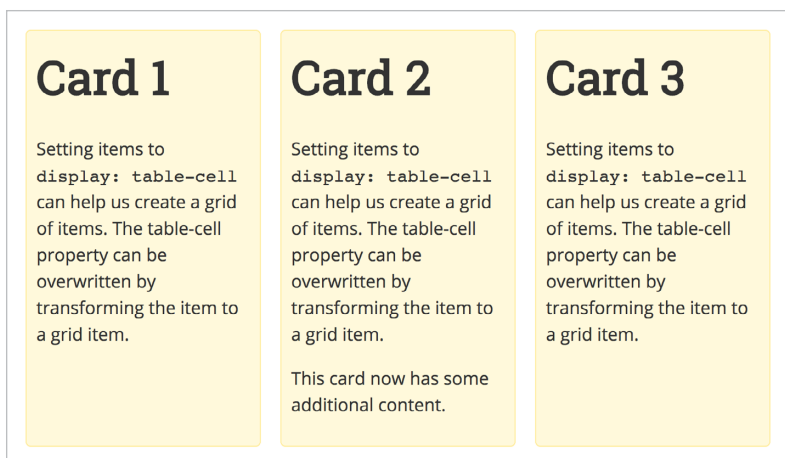 Card 1
Setting items to
display: table-cell
can help us create a grid
of items. The table-cell
property can be
overwritten by
transforming the item to
a grid item.
Card 2
Setting items to
display: table-cell
can help us create a grid
of items. The table-cell
property can be
overwritten by
transforming the item to
a grid item.
This card now has some
additional content.
Card 3
Setting items to
display: table-cell
can help us create a grid
of items. The table-cell
property can be
overwritten by
transforming the item to
a grid item.